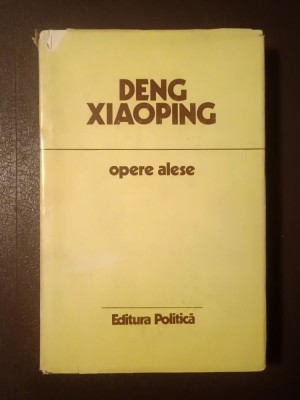 DENG
XIAOPING
opere alese
Editura Politică